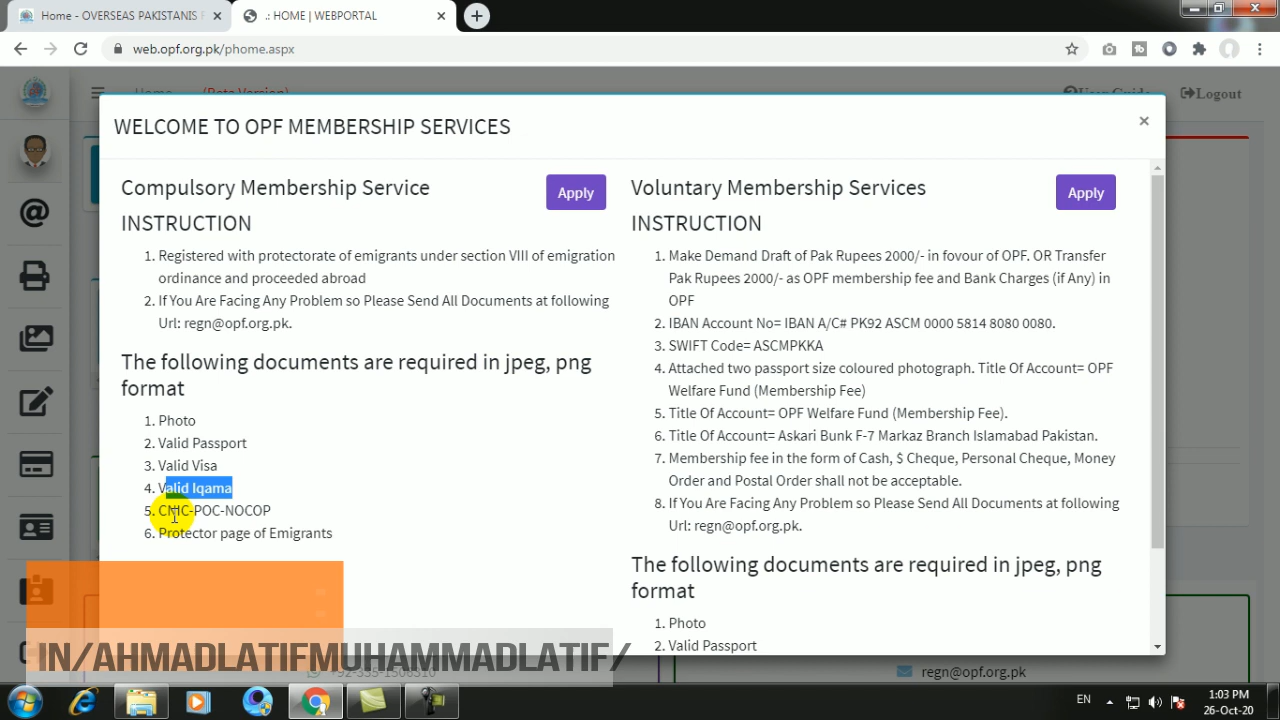 Home - OVERSEAS PAKISTANIS F
.: HOME | WEBPORTAL
web.opf.org.pk/phome.aspx
Home (Beta Version)
User Guide
Logout
WELCOME TO OPF MEMBERSHIP SERVICES
Compulsory Membership Service
Apply
INSTRUCTION
1. Registered with protectorate of emigrants under section VIII of emigration
ordinance and proceeded abroad
2. If You Are Facing Any Problem so Please Send All Documents at following
Url: regn@opf.org.pk.
The following documents are required in jpeg, png
format
1. Photo
2. Valid Passport
3. Valid Visa
4. Valid Iqama
5. CNIC-POC-NOCOP
6. Protector page of Emigrants
Voluntary Membership Services
Apply
INSTRUCTION
1. Make Demand Draft of Pak Rupees 2000/- in fovour of OPF. OR Transfer
Pak Rupees 2000/- as OPF membership fee and Bank Charges (if Any) in
OPF
2. IBAN Account No= IBAN A/C# PK92 ASCM 0000 5814 8080 0080.
3. SWIFT Code= ASCMPKKA
4. Attached two passport size coloured photograph. Title Of Account= OPF
Welfare Fund (Membership Fee)
5. Title Of Account= OPF Welfare Fund (Membership Fee).
6. Title Of Account= Askari Bunk F-7 Markaz Branch Islamabad Pakistan.
7. Membership fee in the form of Cash, $ Cheque, Personal Cheque, Money
Order and Postal Order shall not be acceptable.
8. If You Are Facing Any Problem so Please Send All Documents at following
Url: regn@opf.org.pk.
The following documents are required in jpeg, png
format
1. Photo
2. Valid Passport
IN/AHMADLATIFMUHAMMADLATIF/
regn@opf.org.pk
EN
1:03 PM
26-Oct-20